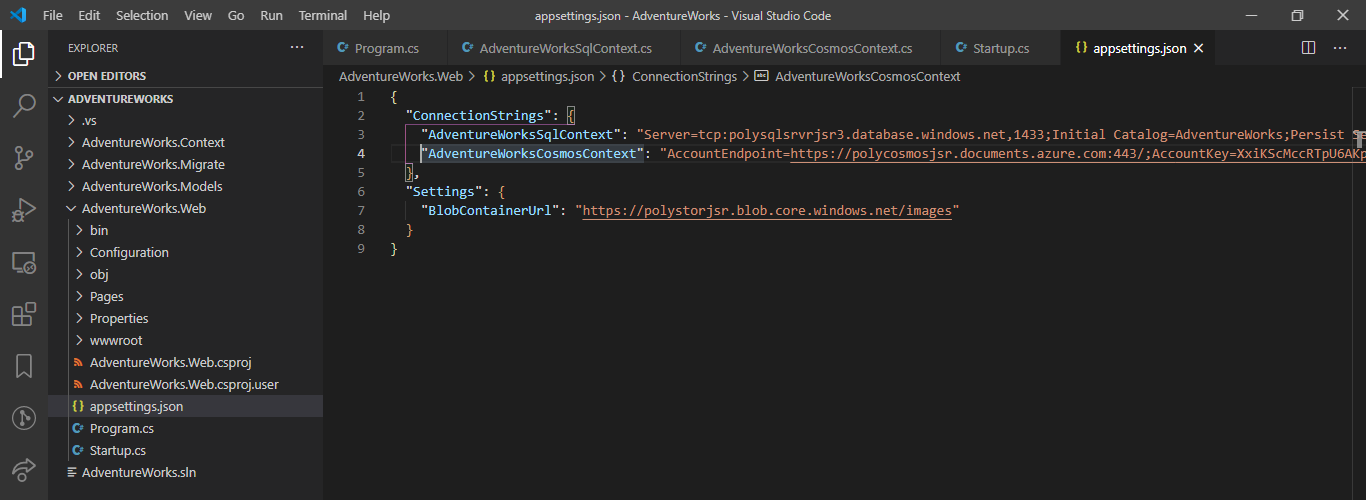 File Edit Selection View Go Run Terminal Help appsettings.json - AdventureWorks - Visual Studio Code
EXPLORER ···
OPEN EDITORS
ADVENTUREWORKS
.vs
AdventureWorks.Context
AdventureWorks.Migrate
AdventureWorks.Models
AdventureWorks.Web
bin
Configuration
obj
Pages
Properties
wwwroot
AdventureWorks.Web.csproj
AdventureWorks.Web.csproj.user
{} appsettings.json
C# Program.cs
C# Startup.cs
AdventureWorks.sln
C# Program.cs C# AdventureWorksSqlContext.cs C# AdventureWorksCosmosContext.cs C# Startup.cs {} appsettings.json
AdventureWorks.Web > {} appsettings.json > {} ConnectionStrings > abc AdventureWorksCosmosContext
1 {
2 "ConnectionStrings": {
3 "AdventureWorksSqlContext": "Server=tcp:polysqlsrvrjsr3.database.windows.net,1433;Initial Catalog=AdventureWorks;Persist Se
4 "AdventureWorksCosmosContext": "AccountEndpoint=https://polycosmosjsr.documents.azure.com:443/;AccountKey=XxiKScMccRTpU6AKp
5 },
6 "Settings": {
7 "BlobContainerUrl": "https://polystorjsr.blob.core.windows.net/images"
8 }
9 }